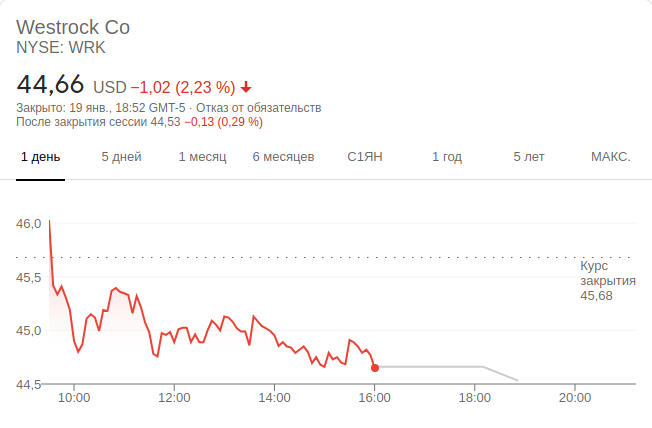 Westrock Co
NYSE: WRK
44,66 USD −1,02 (2,23 %)
Закрыто: 19 янв., 18:52 GMT-5 · Отказ от обязательств
После закрытия сессии 44,53 −0,13 (0,29 %)
1 день 5 дней 1 месяц 6 месяцев С1ЯН 1 год 5 лет МАКС.
46,0
Курс
закрытия
45,68
45,5
45,0
44,5
10:00 12:00 14:00 16:00 18:00 20:00